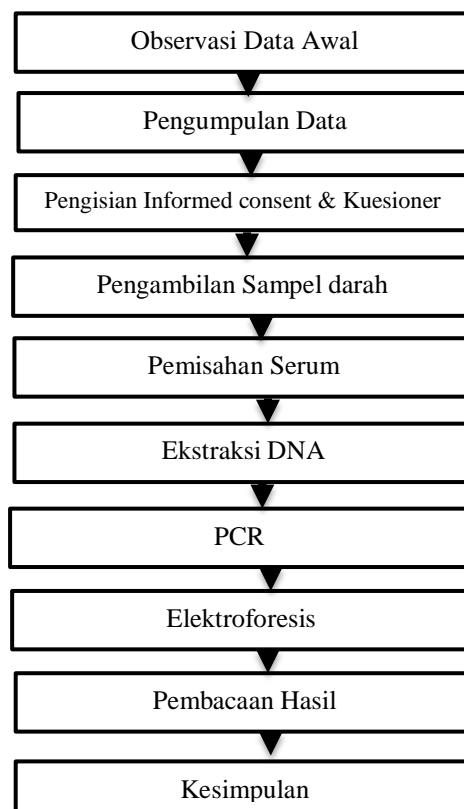 Observasi Data Awal
Pengumpulan Data
Pengisian Informed consent & Kuesioner
Pengambilan Sampel darah
Pemisahan Serum
Ekstraksi DNA
PCR
Elektroforesis
Pembacaan Hasil
Kesimpulan